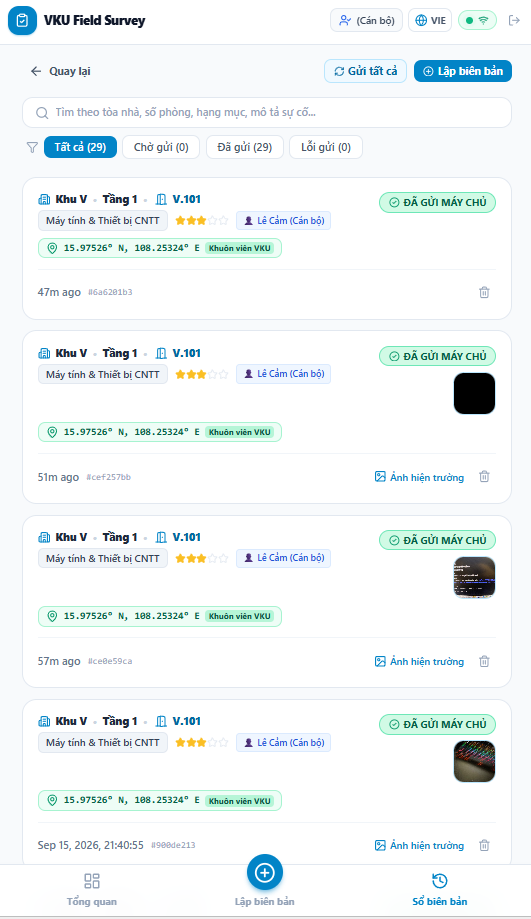 VKU Field Survey
(Cán bộ)
VIE
Quay lại
Gửi tất cả
Lập biên bản
Tìm theo tòa nhà, số phòng, hạng mục, mô tả sự cố...
Tất cả (29)
Chờ gửi (0)
Đã gửi (29)
Lỗi gửi (0)
Khu V • Tầng 1 • V.101
ĐÃ GỬI MÁY CHỦ
Máy tính & Thiết bị CNTT
Lê Cảm (Cán bộ)
15.97526° N, 108.25324° E Khuôn viên VKU
47m ago #6a6201b3
Khu V • Tầng 1 • V.101
ĐÃ GỬI MÁY CHỦ
Máy tính & Thiết bị CNTT
Lê Cảm (Cán bộ)
15.97526° N, 108.25324° E Khuôn viên VKU
51m ago #cef257bb
Ảnh hiện trường
Khu V • Tầng 1 • V.101
ĐÃ GỬI MÁY CHỦ
Máy tính & Thiết bị CNTT
Lê Cảm (Cán bộ)
15.97526° N, 108.25324° E Khuôn viên VKU
57m ago #ce0e59ca
Ảnh hiện trường
Khu V • Tầng 1 • V.101
ĐÃ GỬI MÁY CHỦ
Máy tính & Thiết bị CNTT
Lê Cảm (Cán bộ)
15.97526° N, 108.25324° E Khuôn viên VKU
Sep 15, 2026, 21:40:55 #900de213
Ảnh hiện trường
Tổng quan
Lập biên bản
Sổ biên bản